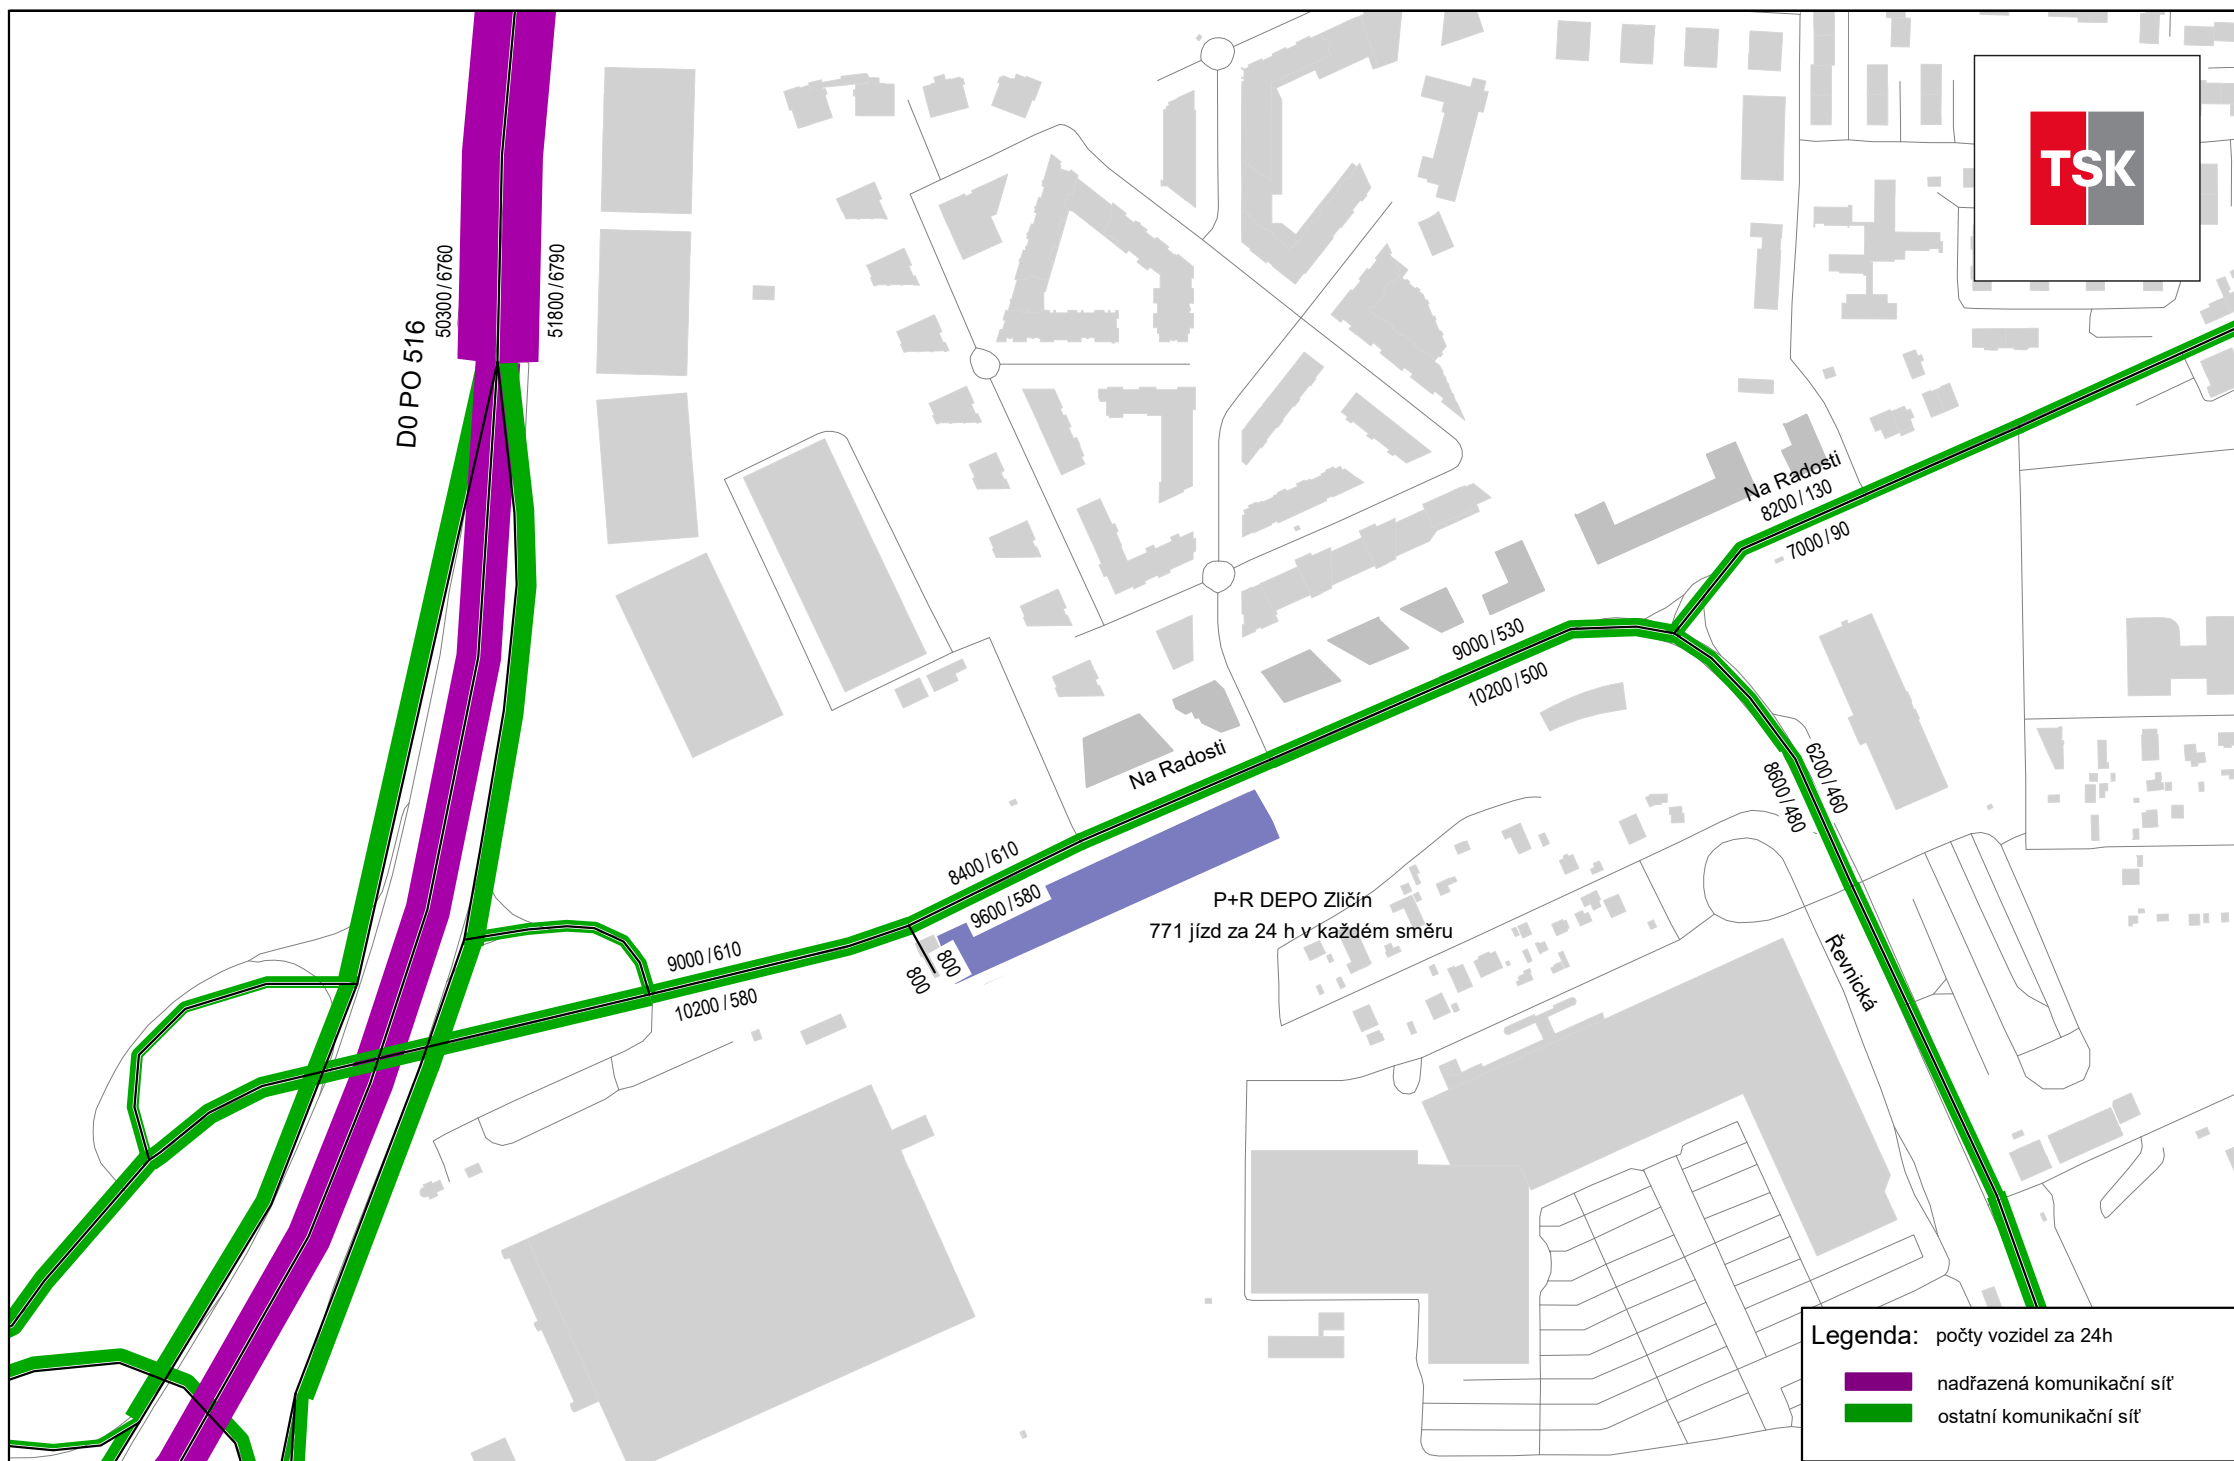 TSK
50300 / 6760
51800 / 6790
D0 PO 516
Na Radosti
8200 / 130
7000 / 90
9000 / 530
10200 / 500
Na Radosti
6200 / 460
8600 / 480
8400 / 610
9600 / 580
P+R DEPO Zličín
771 jízd za 24 h v každém směru
9000 / 610
10200 / 580
800
800
Řevnická
Legenda: počty vozidel za 24h
nadřazená komunikační síť
ostatní komunikační síť